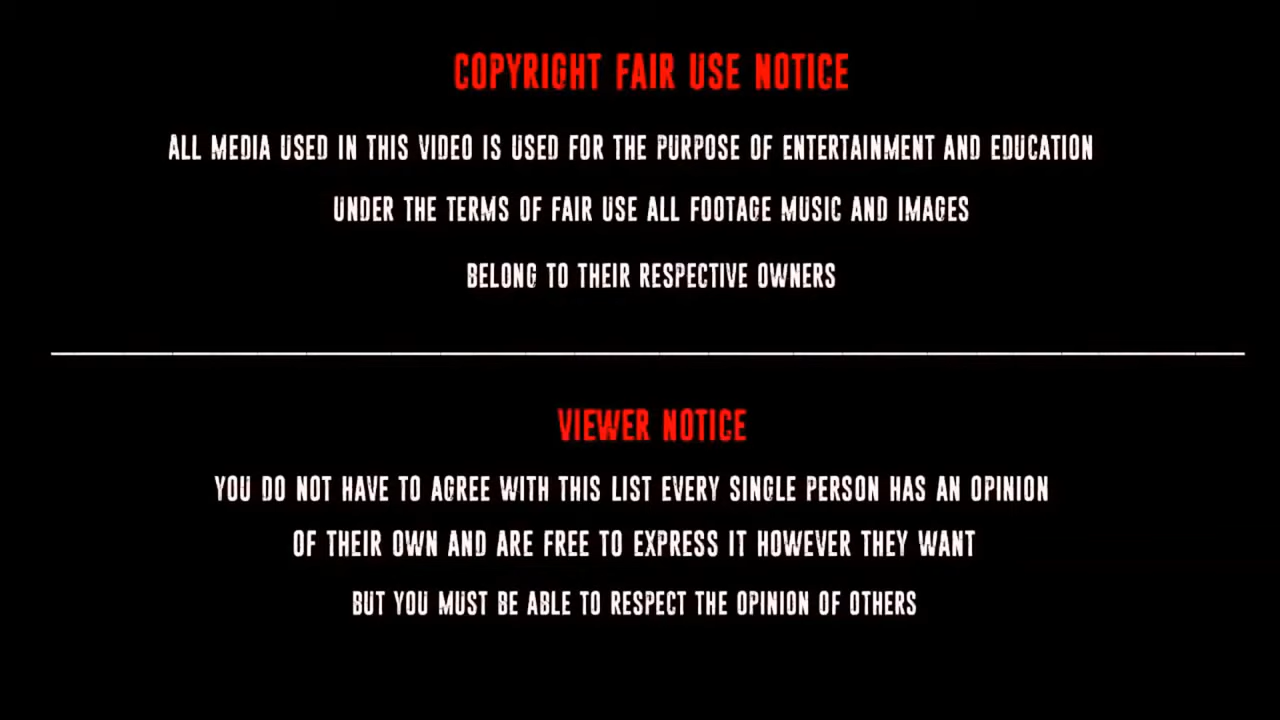 COPYRIGHT FAIR USE NOTICE
ALL MEDIA USED IN THIS VIDEO IS USED FOR THE PURPOSE OF ENTERTAINMENT AND EDUCATION
UNDER THE TERMS OF FAIR USE ALL FOOTAGE MUSIC AND IMAGES
BELONG TO THEIR RESPECTIVE OWNERS
VIEWER NOTICE
YOU DO NOT HAVE TO AGREE WITH THIS LIST EVERY SINGLE PERSON HAS AN OPINION
OF THEIR OWN AND ARE FREE TO EXPRESS IT HOWEVER THEY WANT
BUT YOU MUST BE ABLE TO RESPECT THE OPINION OF OTHERS